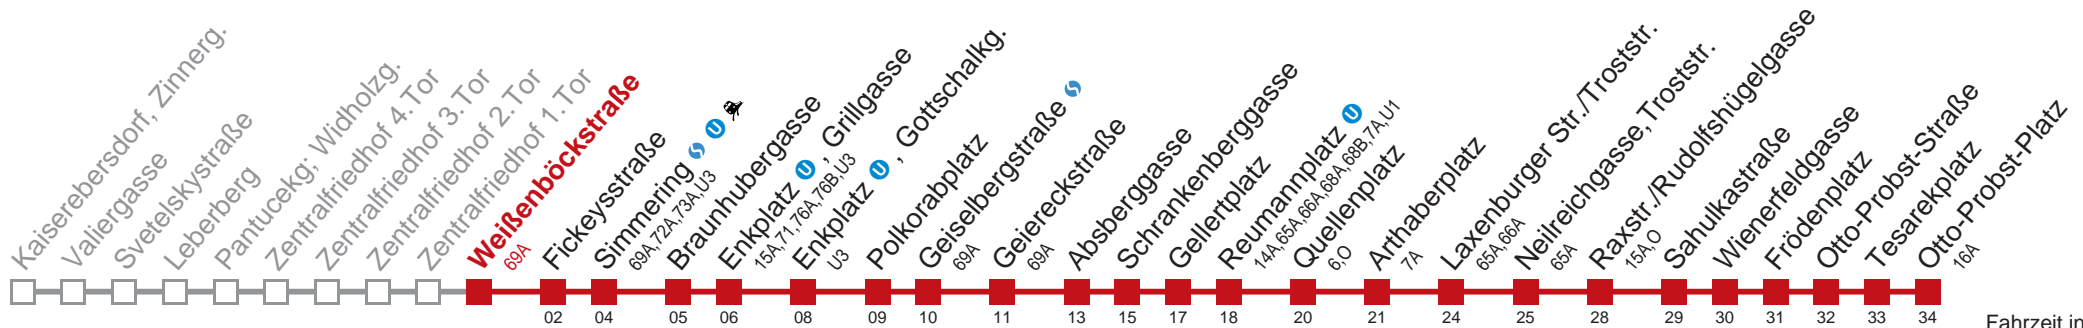 Kaiserebersdorf, Zinnerg.
Valiergasse
Svetelskystraße
Leberberg
Pantucekg; Widholzg.
Zentralfriedhof 4.Tor
Zentralfriedhof 3.Tor
Zentralfriedhof 2.Tor
Zentralfriedhof 1.Tor
Weißenböckstraße
69A
Fickeysstraße
02
Simmering S U
69A,72A,73A,U3
04
Braunhubergasse
05
Enkplatz U , Grillgasse
15A,71,76A,76B,U3
06
Enkplatz U , Gottschalkg.
U3
08
Polkorabplatz
09
Geiselbergstraße S
69A
10
Geiereckstraße
69A
11
Absberggasse
13
Schrankenberggasse
15
Gellertplatz
17
Reumannplatz U
14A,65A,66A,68A,68B,7A,U1
18
Quellenplatz
6,O
20
Arthaberplatz
7A
21
Laxenburger Str./Troststr.
65A,66A
24
Neilreichgasse,Troststr.
65A
25
Raxstr./Rudolfshügelgasse
15A,O
28
Sahulkastraße
29
Wienerfeldgasse
30
Frödenplatz
31
Otto-Probst-Straße
32
Tesarekplatz
33
Otto-Probst-Platz
16A
34
Fahrzeit in